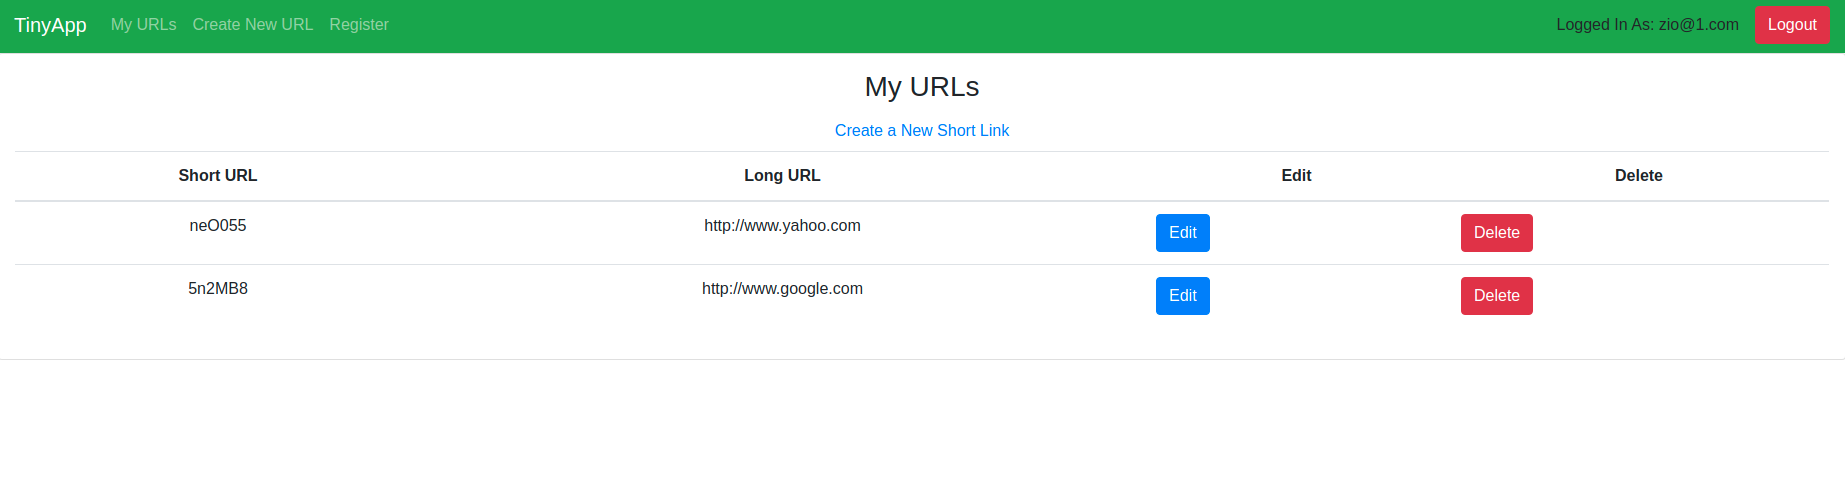 TinyApp My URLs Create New URL Register Logged In As: zio@1.com Logout
My URLs
Create a New Short Link
Short URL Long URL Edit Delete
neO055 http://www.yahoo.com Edit Delete
5n2MB8 http://www.google.com Edit Delete